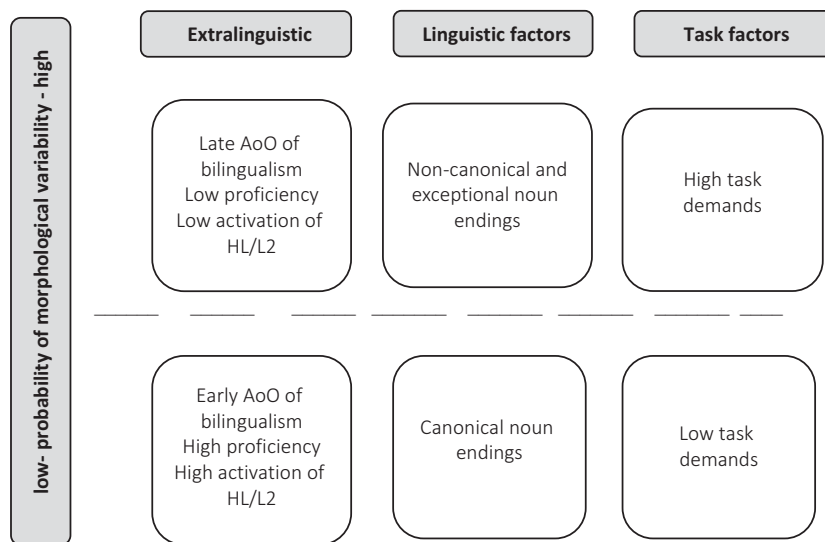 Extralinguistic
Linguistic factors
Task factors
low- probability of morphological variability - high
Late AoO of
bilingualism
Low proficiency
Low activation of
HL/L2
Non-canonical and
exceptional noun
endings
High task
demands
Early AoO of
bilingualism
High proficiency
High activation of
HL/L2
Canonical noun
endings
Low task
demands